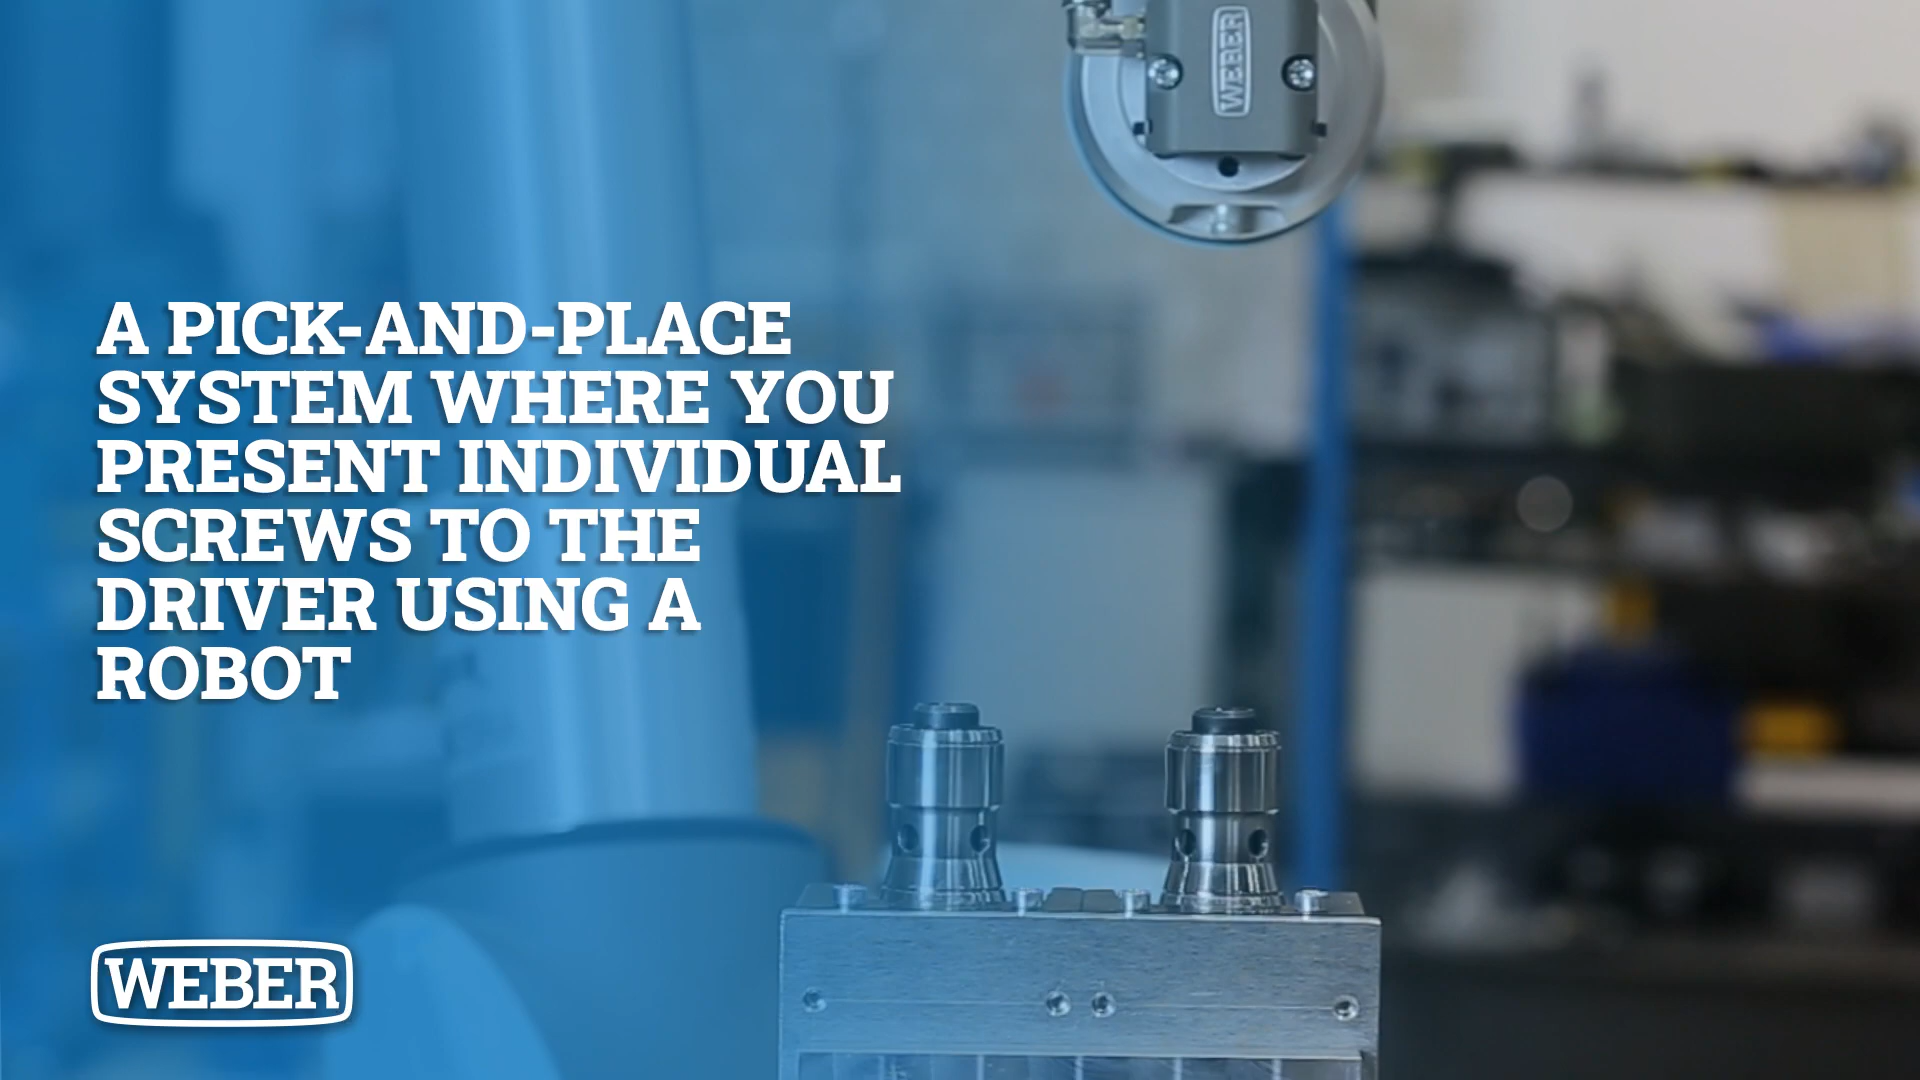 WEBER
A PICK-AND-PLACE
SYSTEM WHERE YOU
PRESENT INDIVIDUAL
SCREWS TO THE
DRIVER USING A
ROBOT
WEBER